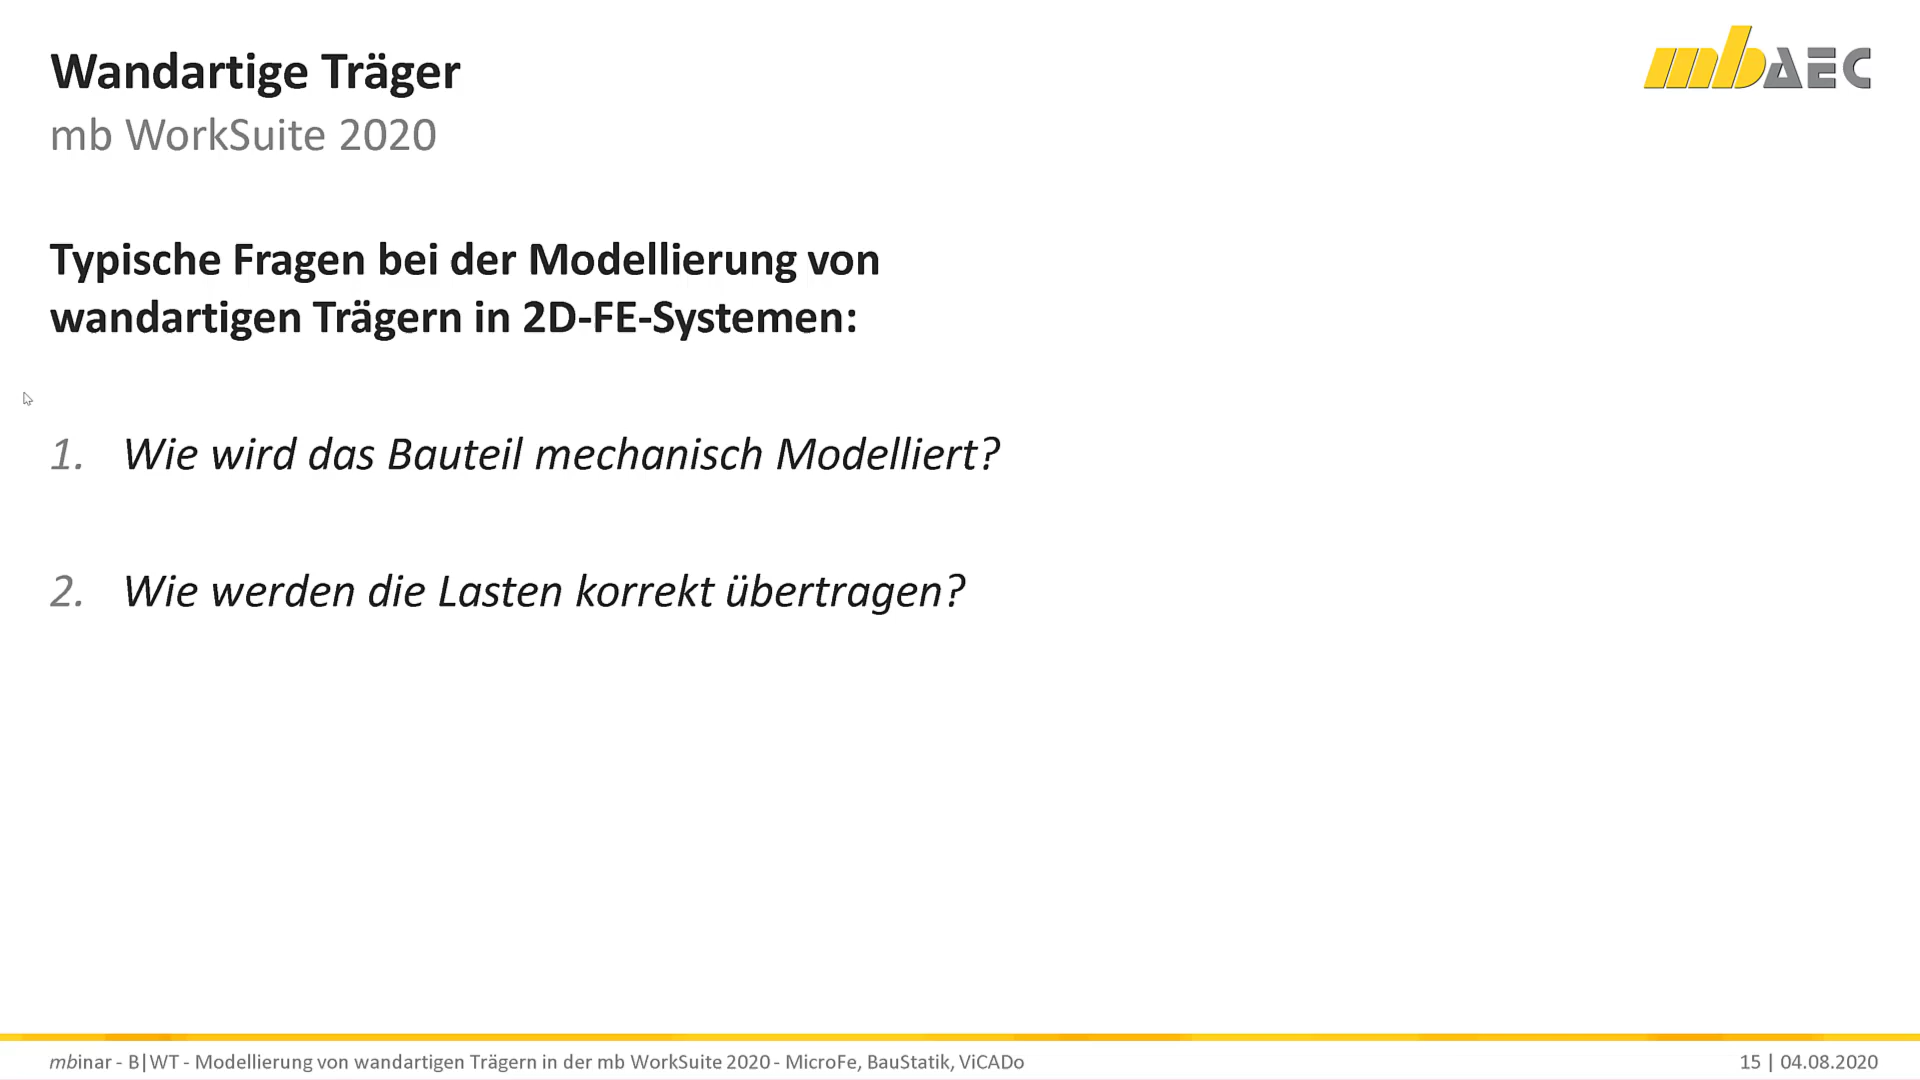 Wandartige Träger
mb WorkSuite 2020
mbAEC
Typische Fragen bei der Modellierung von
wandartigen Trägern in 2D-FE-Systemen:
1. Wie wird das Bauteil mechanisch Modelliert?
2. Wie werden die Lasten korrekt übertragen?
mbinar - B|WT - Modellierung von wandartigen Trägern in der mb WorkSuite 2020 - MicroFe, BauStatik, ViCADo
15 | 04.08.2020